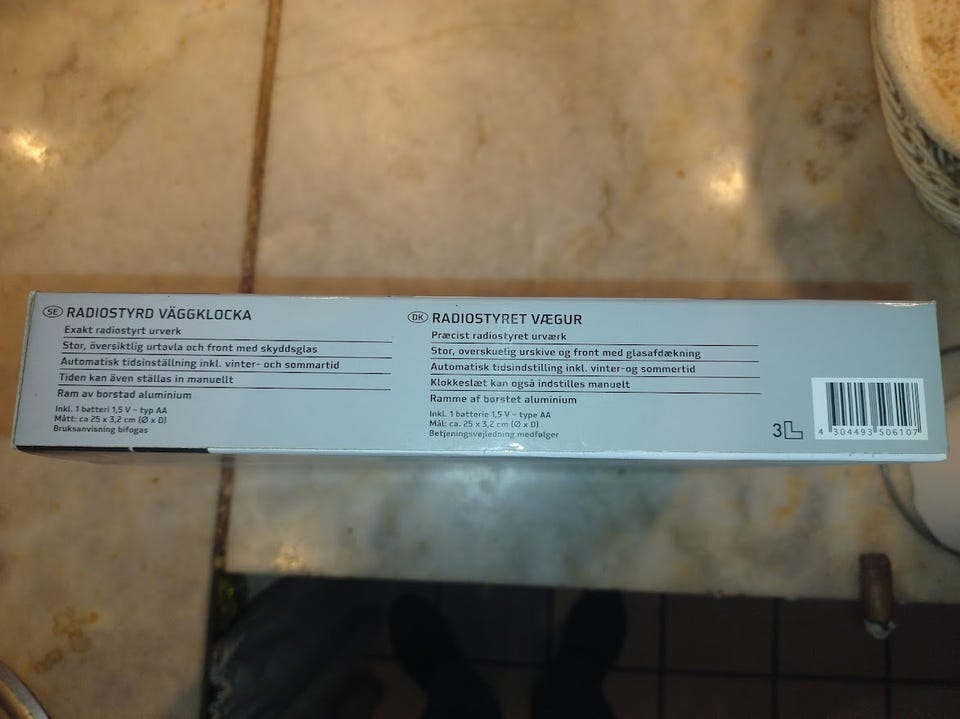 SE RADIOSTYRD VÄGGKLOCKA
Exakt radiostyrt urverk
Stor, översiktlig urtavla och front med skyddsglas
Automatisk tidsinställning inkl. vinter- och sommartid
Tiden kan även ställas in manuellt
Ram av borstad aluminium
Inkl. 1 batteri 1,5 V – typ AA
Mått: ca 25 x 3,2 cm (Ø x D)
Bruksanvisning bifogas
DK RADIOSTYRET VÆGUR
Præcist radiostyret urværk
Stor, overskuelig urskive og front med glasafdækning
Automatisk tidsindstilling inkl. vinter-og sommertid
Klokkeslæt kan også indstilles manuelt
Ramme af børstet aluminium
Inkl. 1 batterie 1,5 V – type AA
Mål: ca 25 x 3,2 cm (Ø x D)
Betjeningsvejledning medfølger
3
4 304493 506107